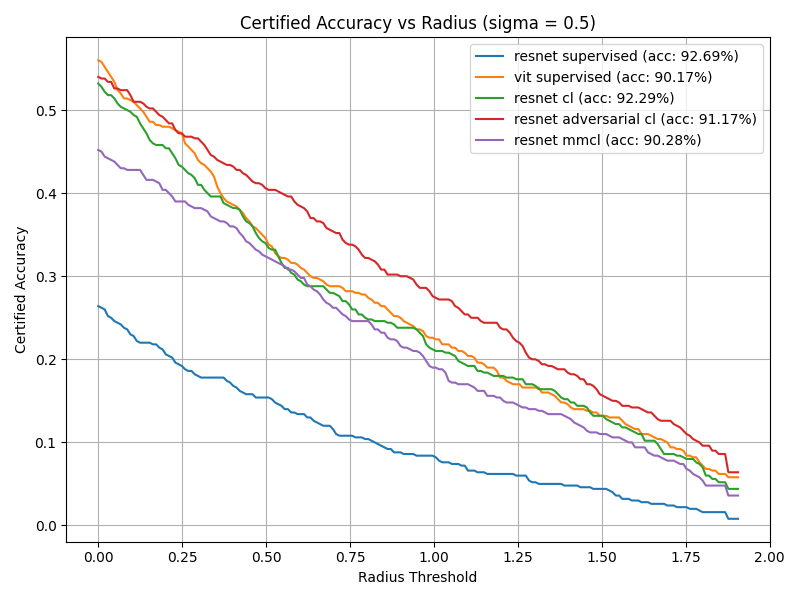 Certified Accuracy vs Radius (sigma = 0.5)
resnet supervised (acc: 92.69%)
vit supervised (acc: 90.17%)
resnet cl (acc: 92.29%)
resnet adversarial cl (acc: 91.17%)
resnet mmcl (acc: 90.28%)
Certified Accuracy
0.5
0.4
0.3
0.2
0.1
0.0
0.00 0.25 0.50 0.75 1.00 1.25 1.50 1.75 2.00
Radius Threshold